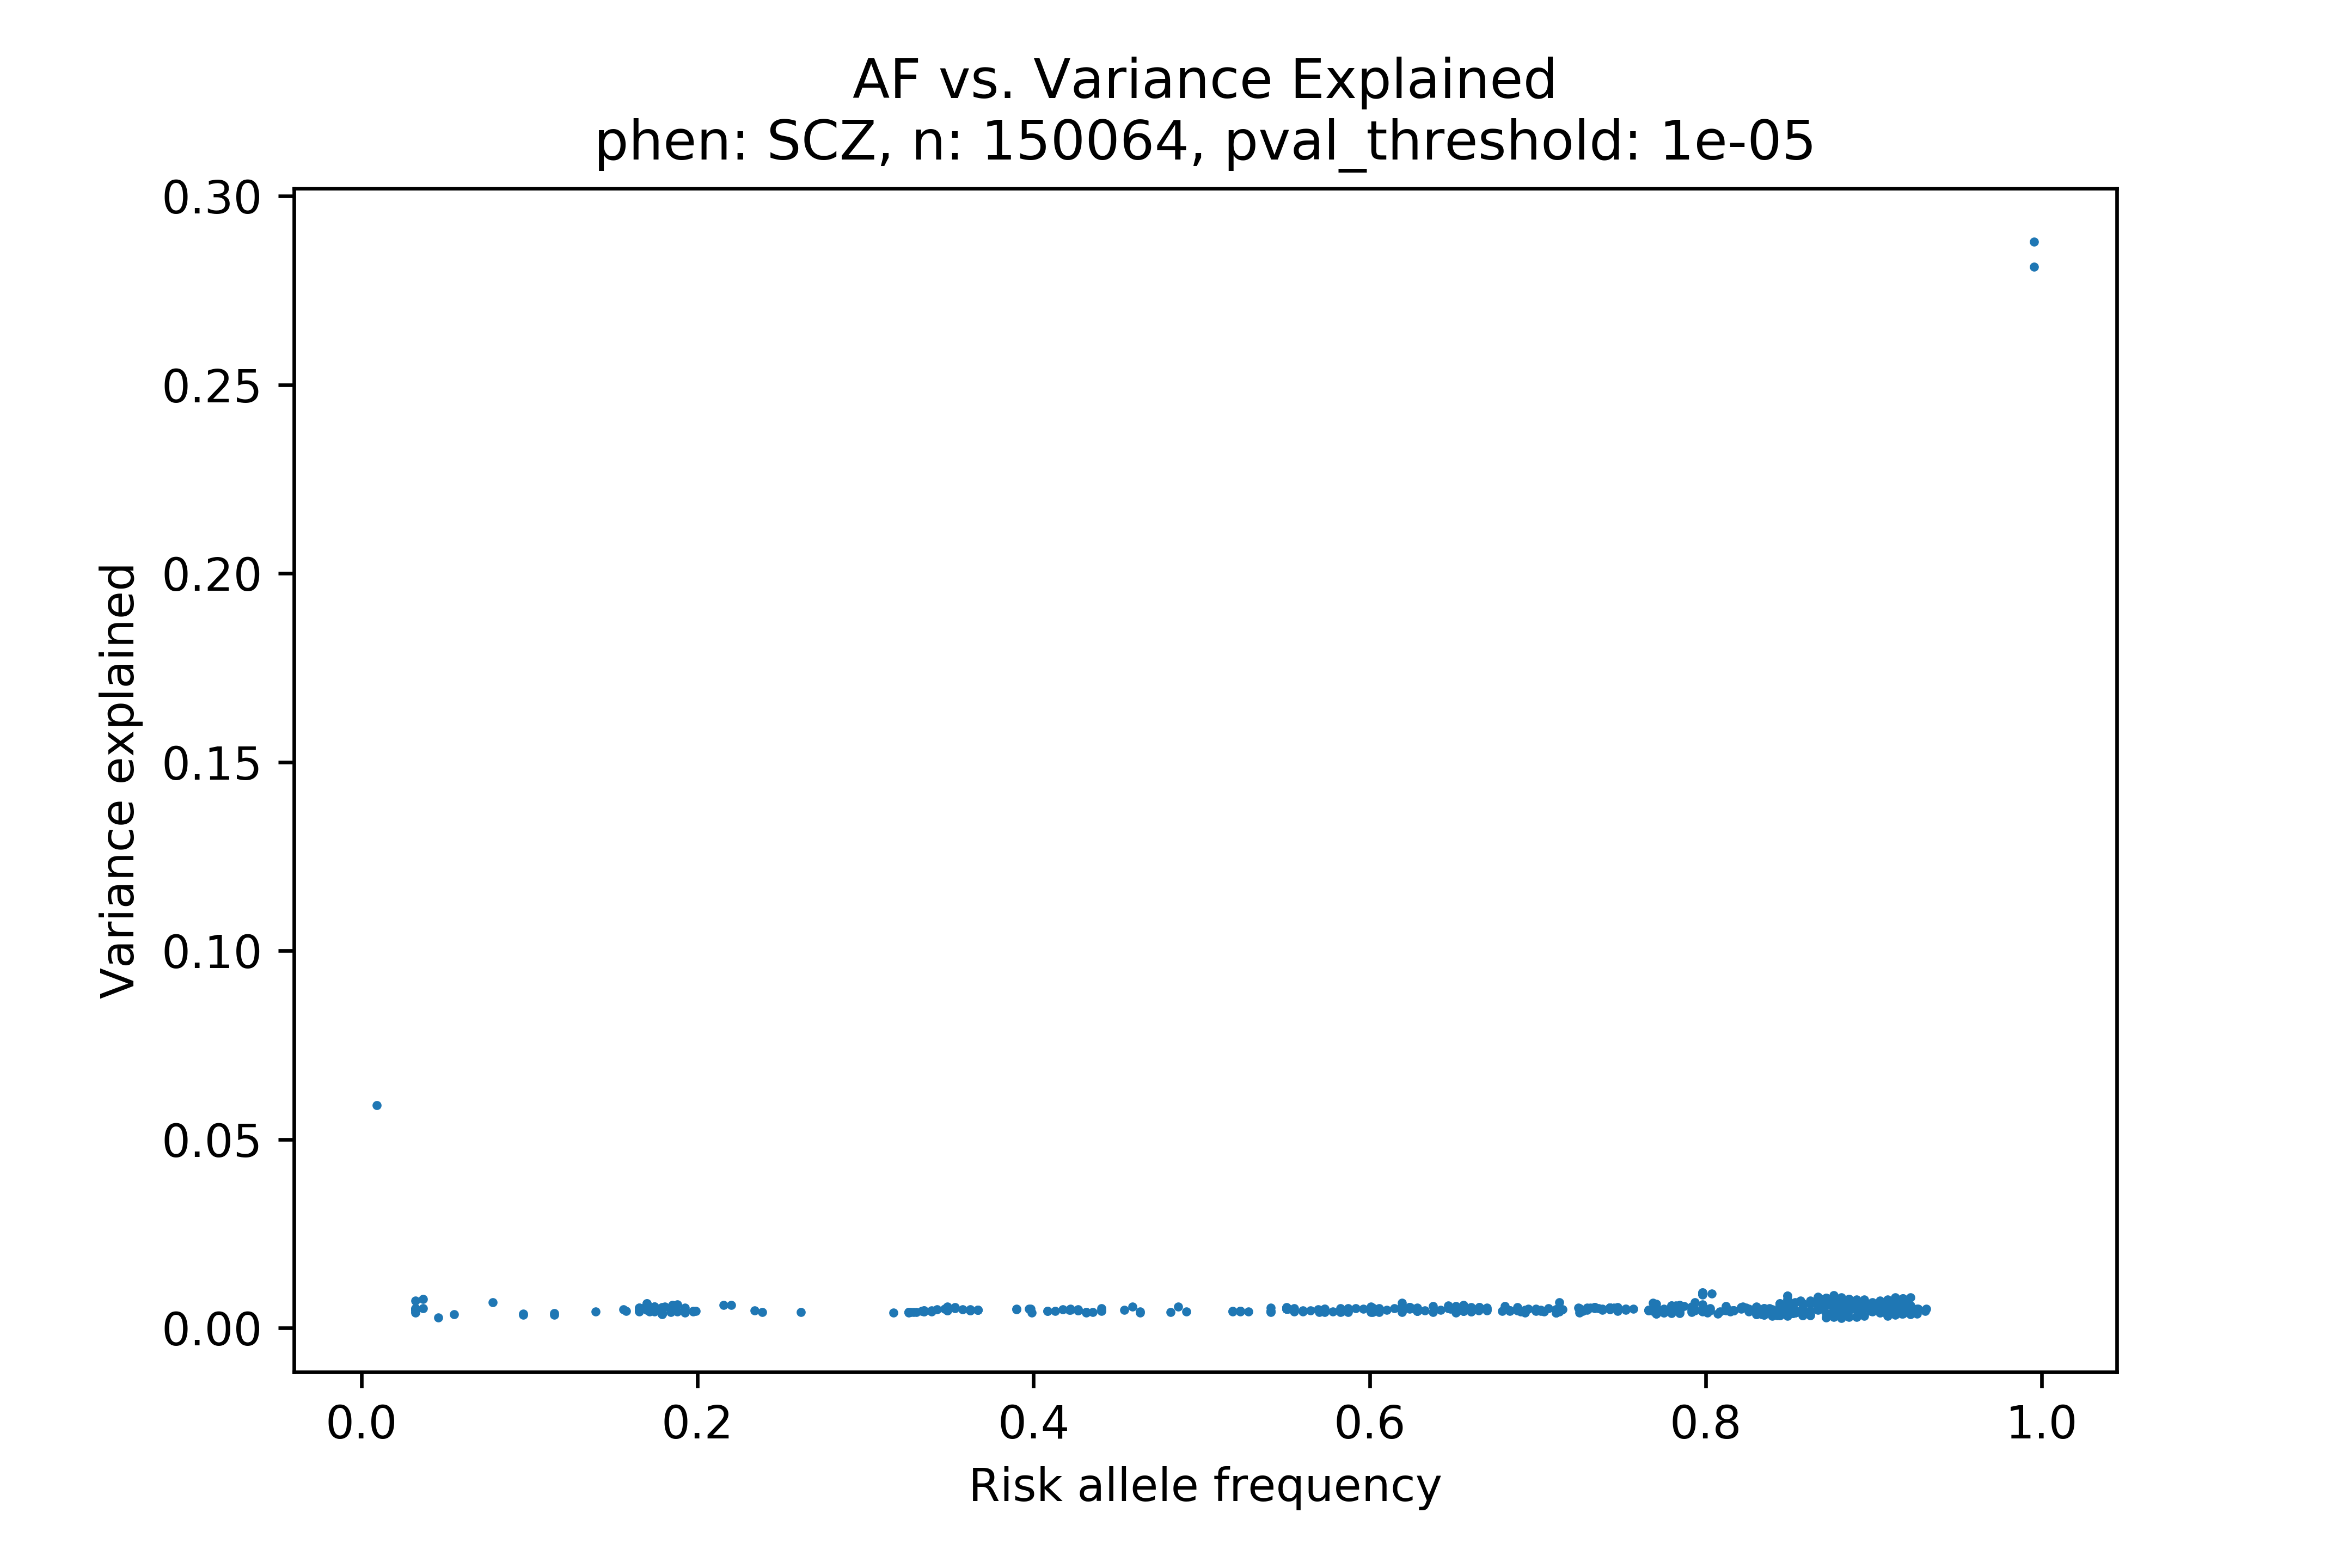 AF vs. Variance Explained
phen: SCZ, n: 150064, pval_threshold: 1e-05
0.30
0.25
0.20
0.15
0.10
0.05
0.00
Variance explained
0.0 0.2 0.4 0.6 0.8 1.0
Risk allele frequency